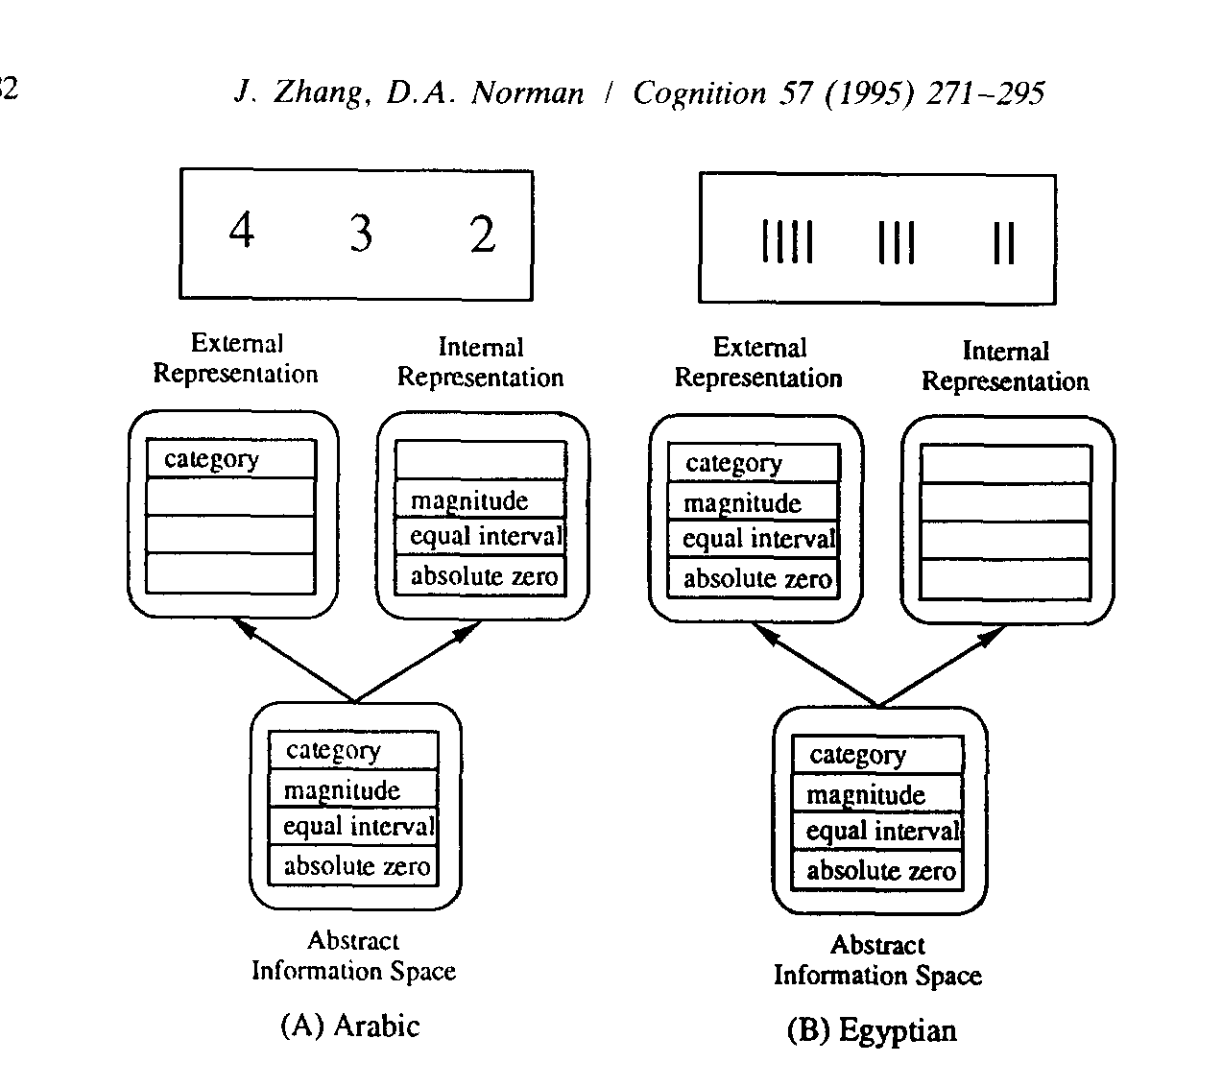 82 J. Zhang, D.A. Norman / Cognition 57 (1995) 271–295
4 3 2
|||| ||| ||
External
Representation
Internal
Representation
External
Representation
Internal
Representation
category
magnitude
equal interval
absolute zero
category
magnitude
equal interval
absolute zero
category
magnitude
equal interval
absolute zero
category
magnitude
equal interval
absolute zero
Abstract
Information Space
Abstract
Information Space
(A) Arabic
(B) Egyptian